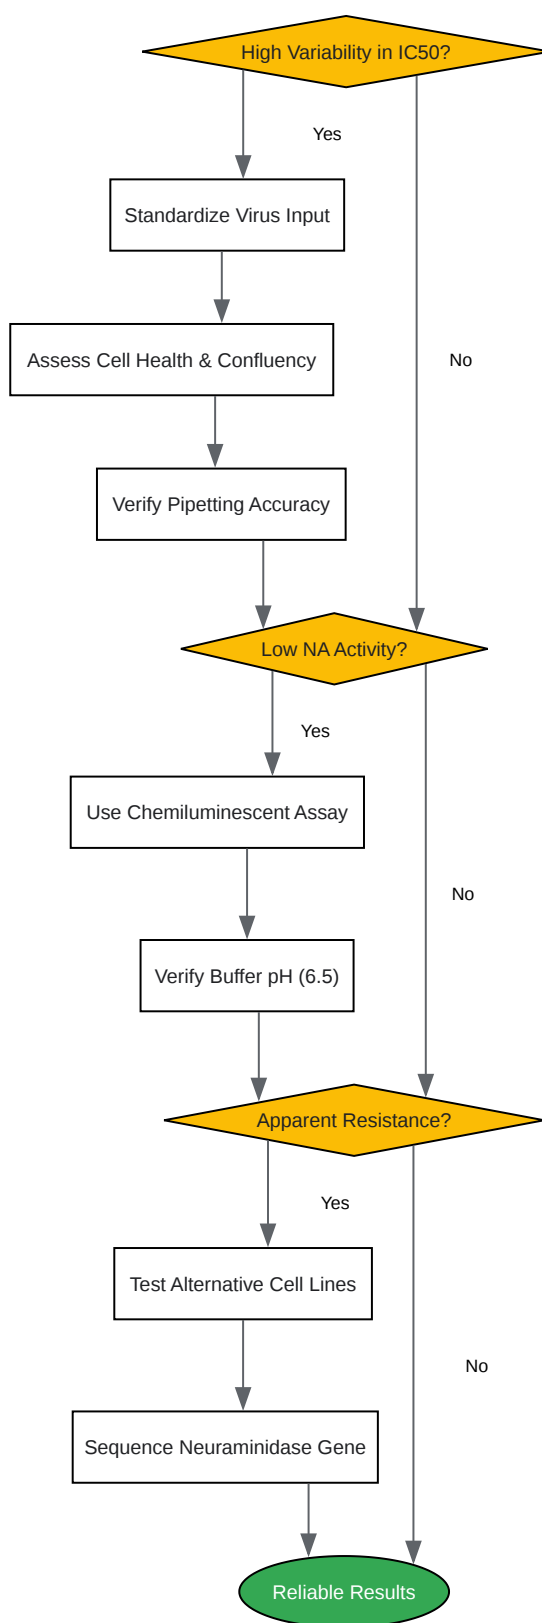 High Variability in IC50?
Yes
Standardize Virus Input
Assess Cell Health & Confluency
No
Verify Pipetting Accuracy
Low NA Activity?
Yes
Use Chemiluminescent Assay
No
Verify Buffer pH (6.5)
Apparent Resistance?
Yes
Test Alternative Cell Lines
No
Sequence Neuraminidase Gene
Reliable Results